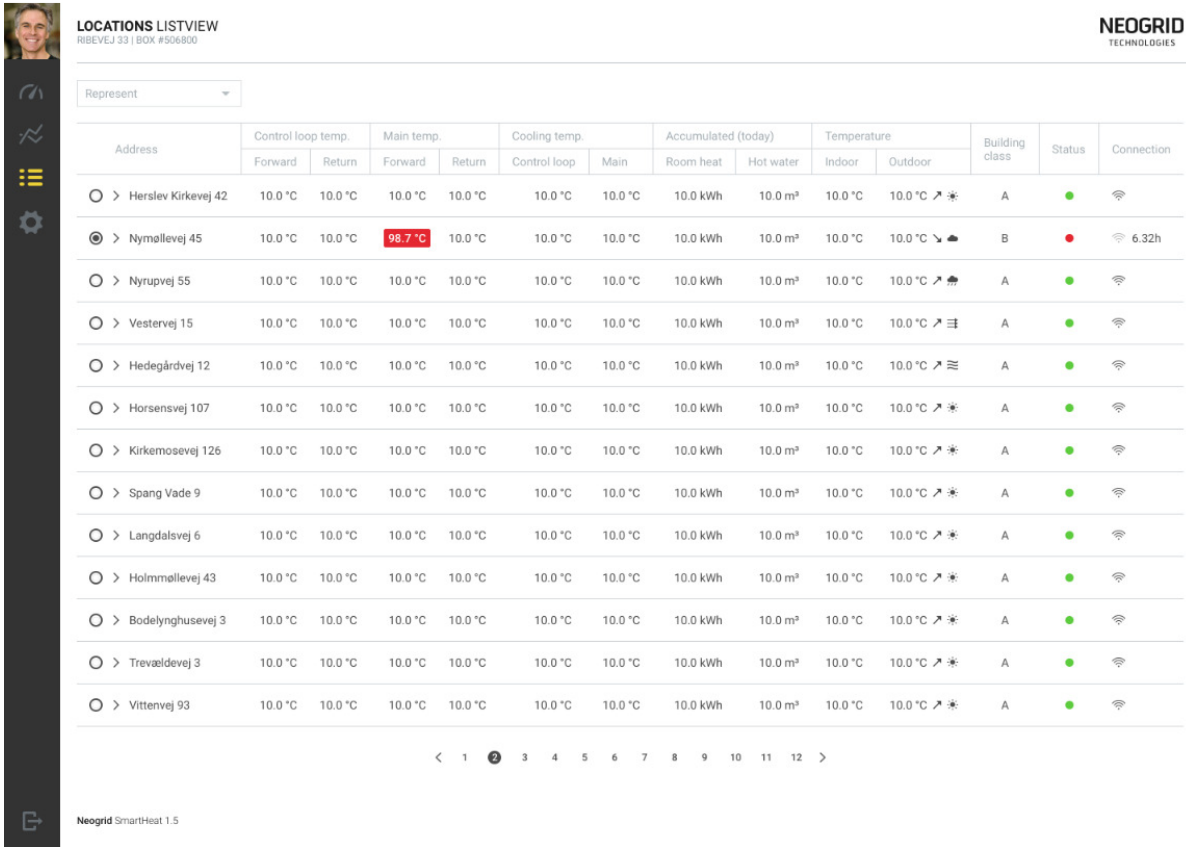 LOCATIONS LISTVIEW
RIBEVEJ 33 | BOX #506800
NEOGRID
TECHNOLOGIES
Represent
Address Control loop temp. Main temp. Cooling temp. Accumulated (today) Temperature Building class Status Connection
Forward Return Forward Return Control loop Main Room heat Hot water Indoor Outdoor
Herslev Kirkevej 42 10.0 °C 10.0 °C 10.0 °C 10.0 °C 10.0 °C 10.0 °C 10.0 kWh 10.0 m³ 10.0 °C 10.0 °C A
Nymøllevej 45 10.0 °C 10.0 °C 98.7 °C 10.0 °C 10.0 °C 10.0 °C 10.0 kWh 10.0 m³ 10.0 °C 10.0 °C B 6.32h
Nyrupvej 55 10.0 °C 10.0 °C 10.0 °C 10.0 °C 10.0 °C 10.0 °C 10.0 kWh 10.0 m³ 10.0 °C 10.0 °C A
Vestervej 15 10.0 °C 10.0 °C 10.0 °C 10.0 °C 10.0 °C 10.0 °C 10.0 kWh 10.0 m³ 10.0 °C 10.0 °C A
Hedegårdvej 12 10.0 °C 10.0 °C 10.0 °C 10.0 °C 10.0 °C 10.0 °C 10.0 kWh 10.0 m³ 10.0 °C 10.0 °C A
Horsensvej 107 10.0 °C 10.0 °C 10.0 °C 10.0 °C 10.0 °C 10.0 °C 10.0 kWh 10.0 m³ 10.0 °C 10.0 °C A
Kirkemosevej 126 10.0 °C 10.0 °C 10.0 °C 10.0 °C 10.0 °C 10.0 °C 10.0 kWh 10.0 m³ 10.0 °C 10.0 °C A
Spang Vade 9 10.0 °C 10.0 °C 10.0 °C 10.0 °C 10.0 °C 10.0 °C 10.0 kWh 10.0 m³ 10.0 °C 10.0 °C A
Langdalsvej 6 10.0 °C 10.0 °C 10.0 °C 10.0 °C 10.0 °C 10.0 °C 10.0 kWh 10.0 m³ 10.0 °C 10.0 °C A
Holmmøllevej 43 10.0 °C 10.0 °C 10.0 °C 10.0 °C 10.0 °C 10.0 °C 10.0 kWh 10.0 m³ 10.0 °C 10.0 °C A
Bodelynghusevej 3 10.0 °C 10.0 °C 10.0 °C 10.0 °C 10.0 °C 10.0 °C 10.0 kWh 10.0 m³ 10.0 °C 10.0 °C A
Trevældevej 3 10.0 °C 10.0 °C 10.0 °C 10.0 °C 10.0 °C 10.0 °C 10.0 kWh 10.0 m³ 10.0 °C 10.0 °C A
Vittenvej 93 10.0 °C 10.0 °C 10.0 °C 10.0 °C 10.0 °C 10.0 °C 10.0 kWh 10.0 m³ 10.0 °C 10.0 °C A
1 2 3 4 5 6 7 8 9 10 11 12
Neogrid SmartHeat 1.5